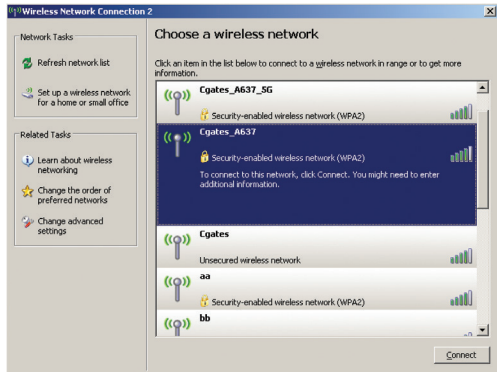 Wireless Network Connection 2
Network Tasks
Refresh network list
Set up a wireless network
for a home or small office
Related Tasks
Learn about wireless
networking
Change the order of
preferred networks
Change advanced
settings
Choose a wireless network
Click an item in the list below to connect to a wireless network in range or to get more
information.
Cgates_A637_5G
Security-enabled wireless network (WPA2)
Cgates_A637
Security-enabled wireless network (WPA2)
To connect to this network, click Connect. You might need to enter
additional information.
Cgates
Unsecured wireless network
aa
Security-enabled wireless network (WPA2)
bb
Connect